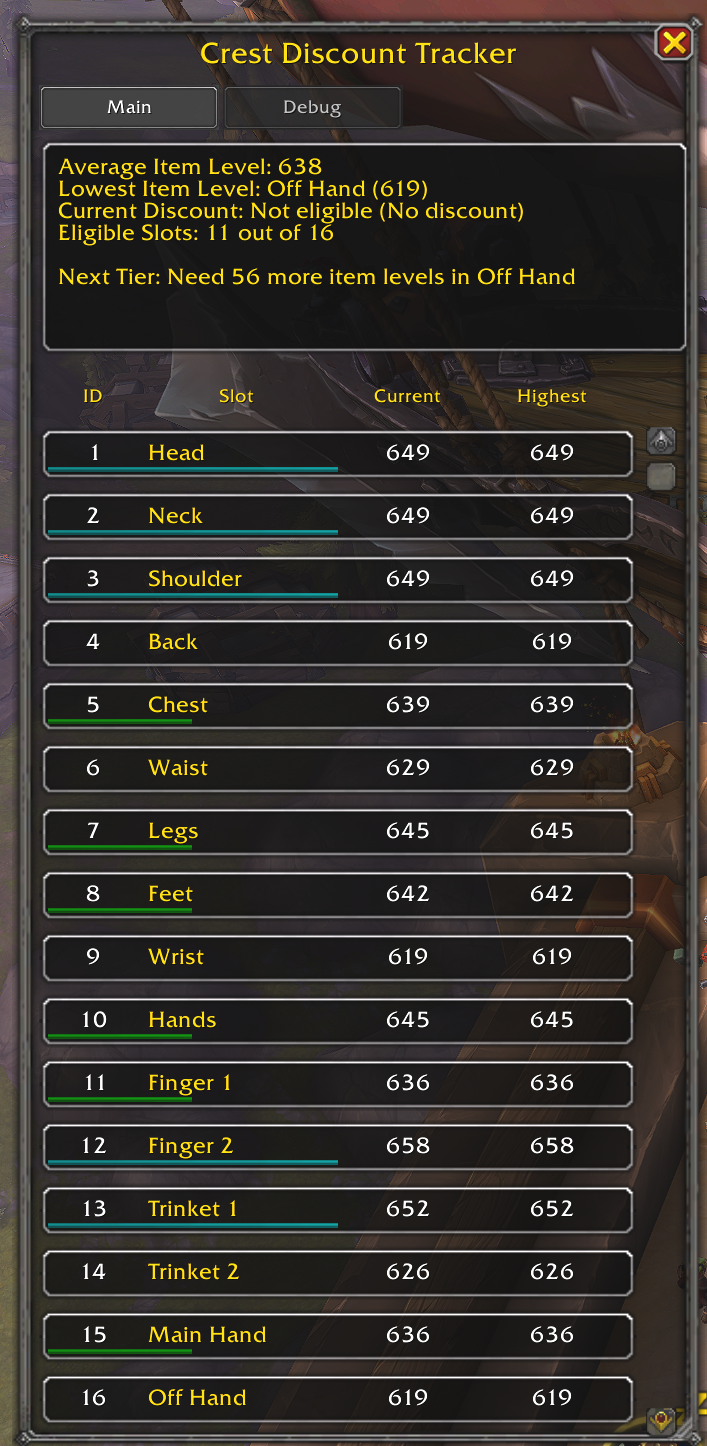 Crest Discount Tracker
Main Debug
Average Item Level: 638
Lowest Item Level: Off Hand (619)
Current Discount: Not eligible (No discount)
Eligible Slots: 11 out of 16
Next Tier: Need 56 more item levels in Off Hand
ID Slot Current Highest
1 Head 649 649
2 Neck 649 649
3 Shoulder 649 649
4 Back 619 619
5 Chest 639 639
6 Waist 629 629
7 Legs 645 645
8 Feet 642 642
9 Wrist 619 619
10 Hands 645 645
11 Finger 1 636 636
12 Finger 2 658 658
13 Trinket 1 652 652
14 Trinket 2 626 626
15 Main Hand 636 636
16 Off Hand 619 619